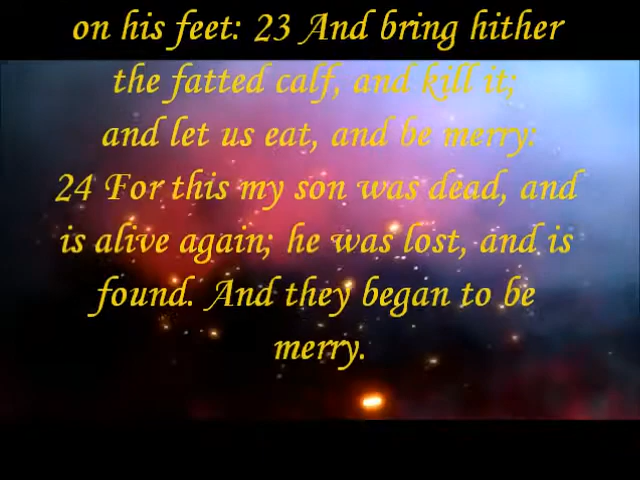 on his feet: 23 And bring hither
the fatted calf, and kill it;
and let us eat, and be merry:
24 For this my son was dead, and
is alive again; he was lost, and is
found. And they began to be
merry.